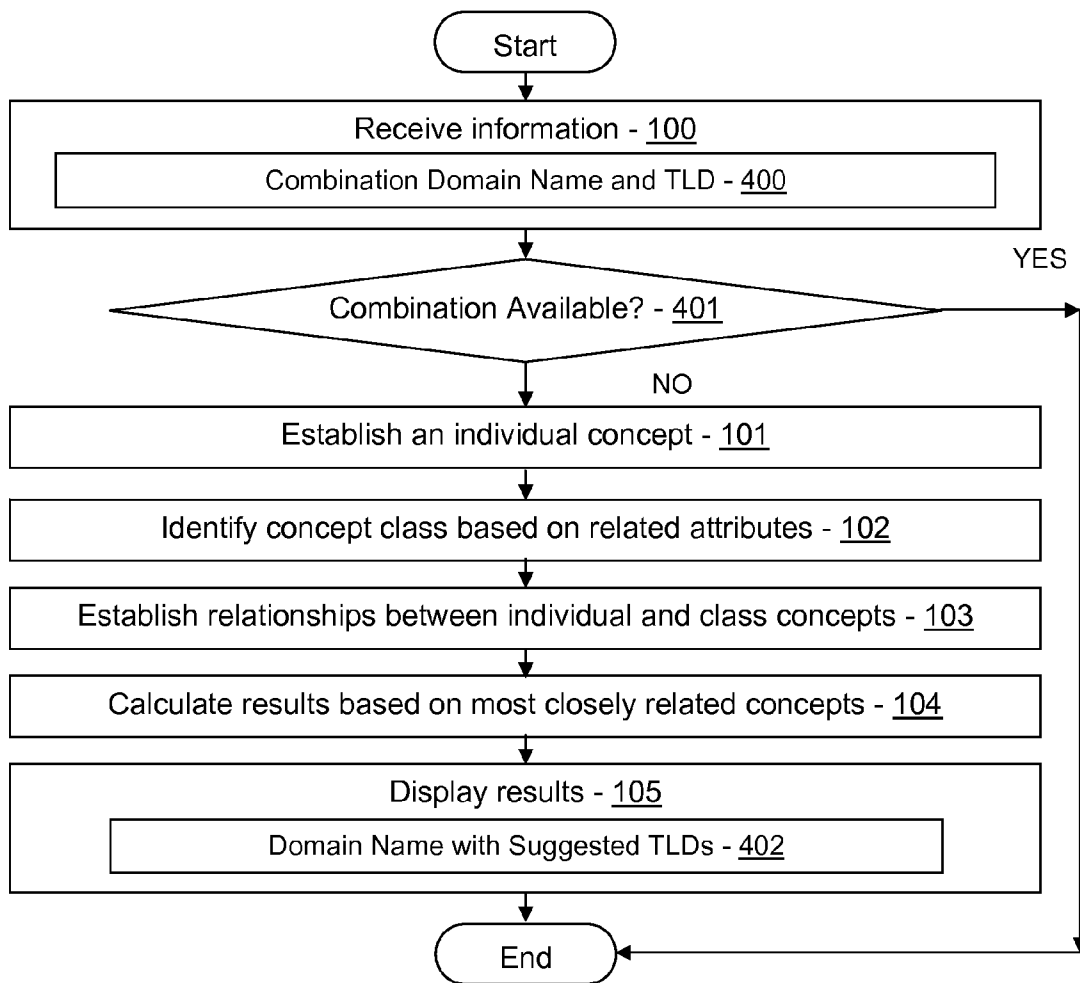 Start
Receive information - 100
Combination Domain Name and TLD - 400
YES
Combination Available? - 401
NO
Establish an individual concept - 101
Identify concept class based on related attributes - 102
Establish relationships between individual and class concepts - 103
Calculate results based on most closely related concepts - 104
Display results - 105
Domain Name with Suggested TLDs - 402
End